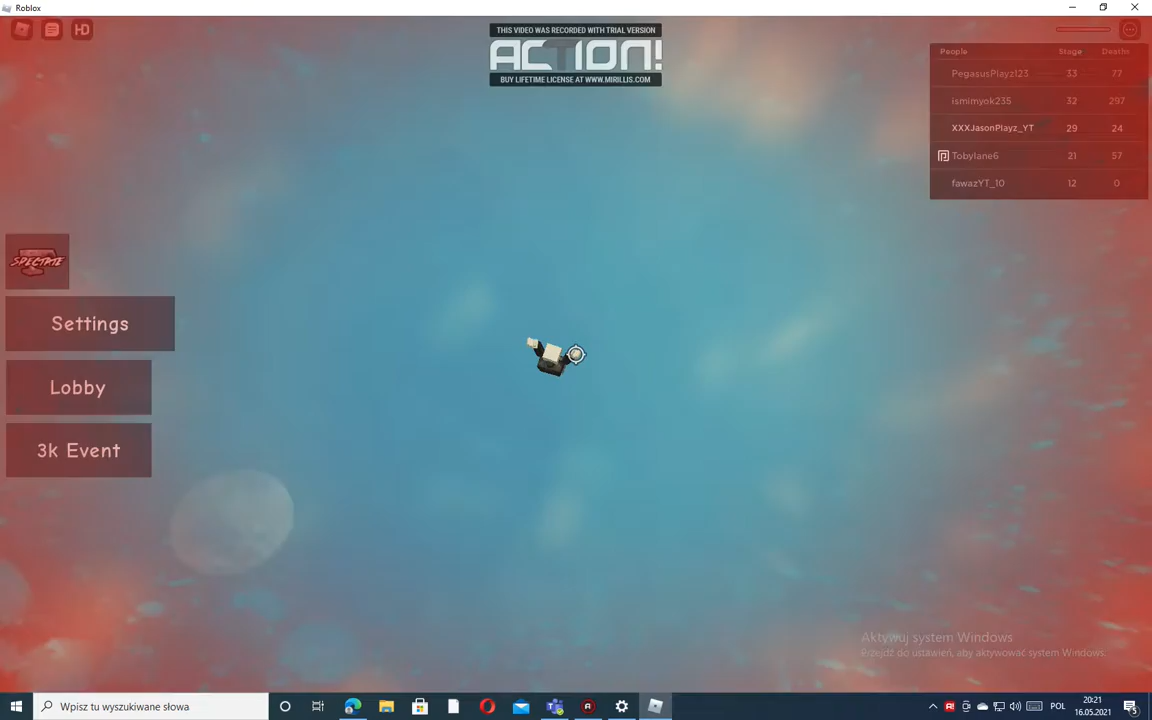 Roblox
HD
THIS VIDEO WAS RECORDED WITH TRIAL VERSION
ACTION!
BUY LIFETIME LICENSE AT WWW.MIRILLIS.COM
People Stage Deaths
PegasusPlayz123 33 77
ismimyok235 32 297
XXXJasonPlayz_YT 29 24
Tobylane6 21 57
fawazYT_10 12 0
SPECTATE
Settings
Lobby
3k Event
Aktywuj system Windows
Przejdź do ustawień, aby aktywować system Windows.
Wpisz tu wyszukiwane słowa
POL
20:21
16.05.2021
5